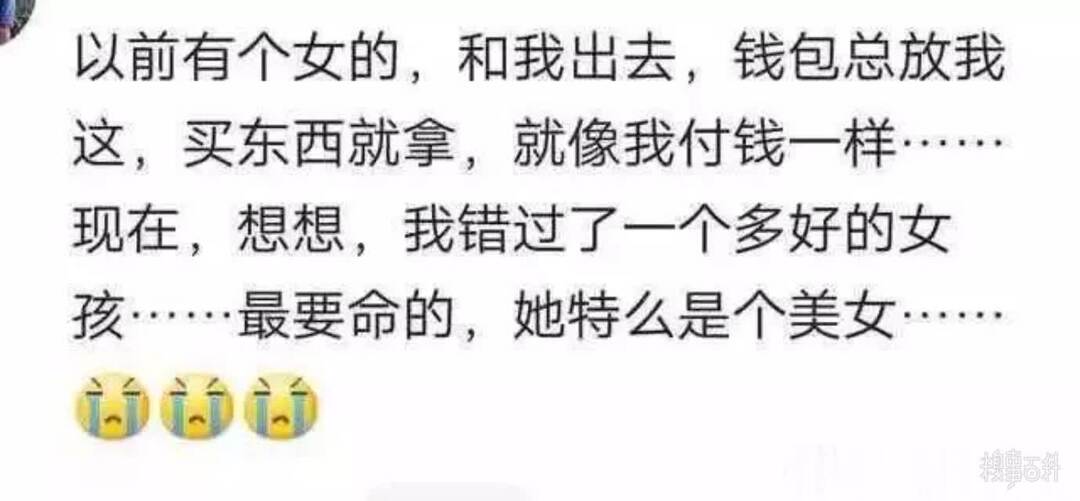 以前有个女的，和我出去，钱包总放我
这，买东西就拿，就像我付钱一样……
现在，想想，我错过了一个多好的女
孩……最要命的，她特么是个美女……